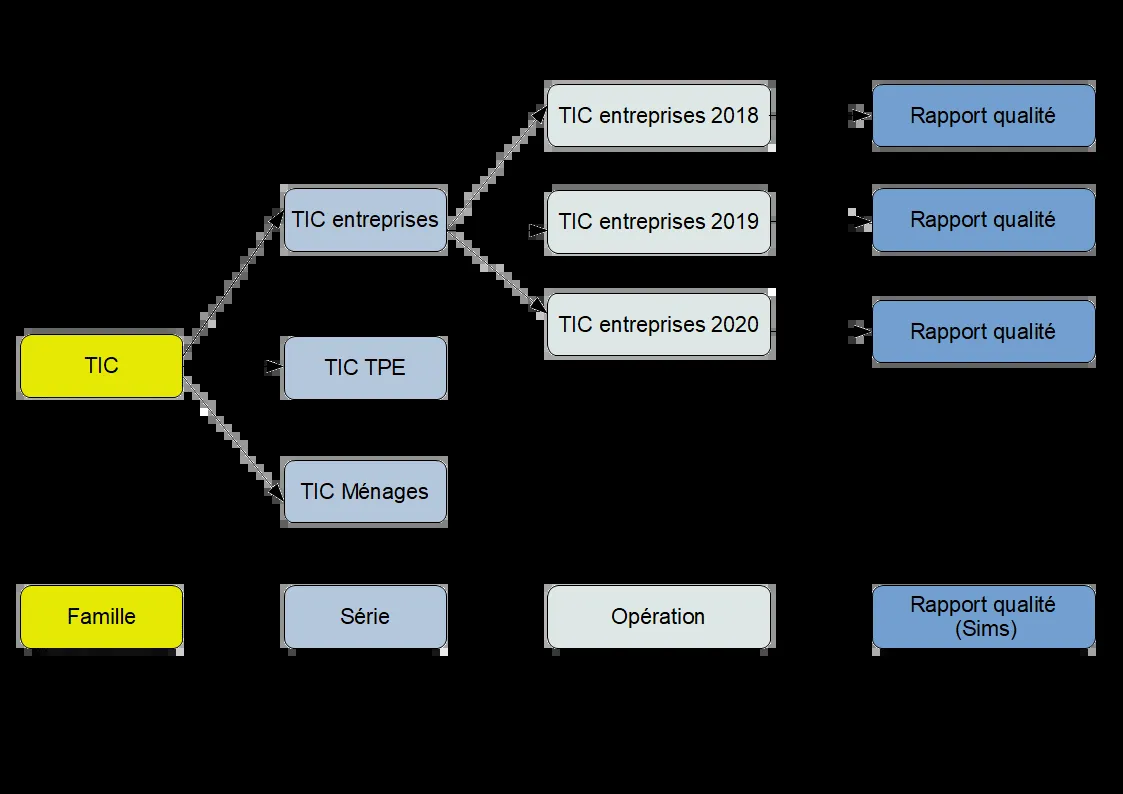 TIC entreprises 2018
Rapport qualité
TIC entreprises
TIC entreprises 2019
Rapport qualité
TIC entreprises 2020
Rapport qualité
TIC
TIC TPE
TIC Ménages
Famille
Série
Opération
Rapport qualité
(Sims)